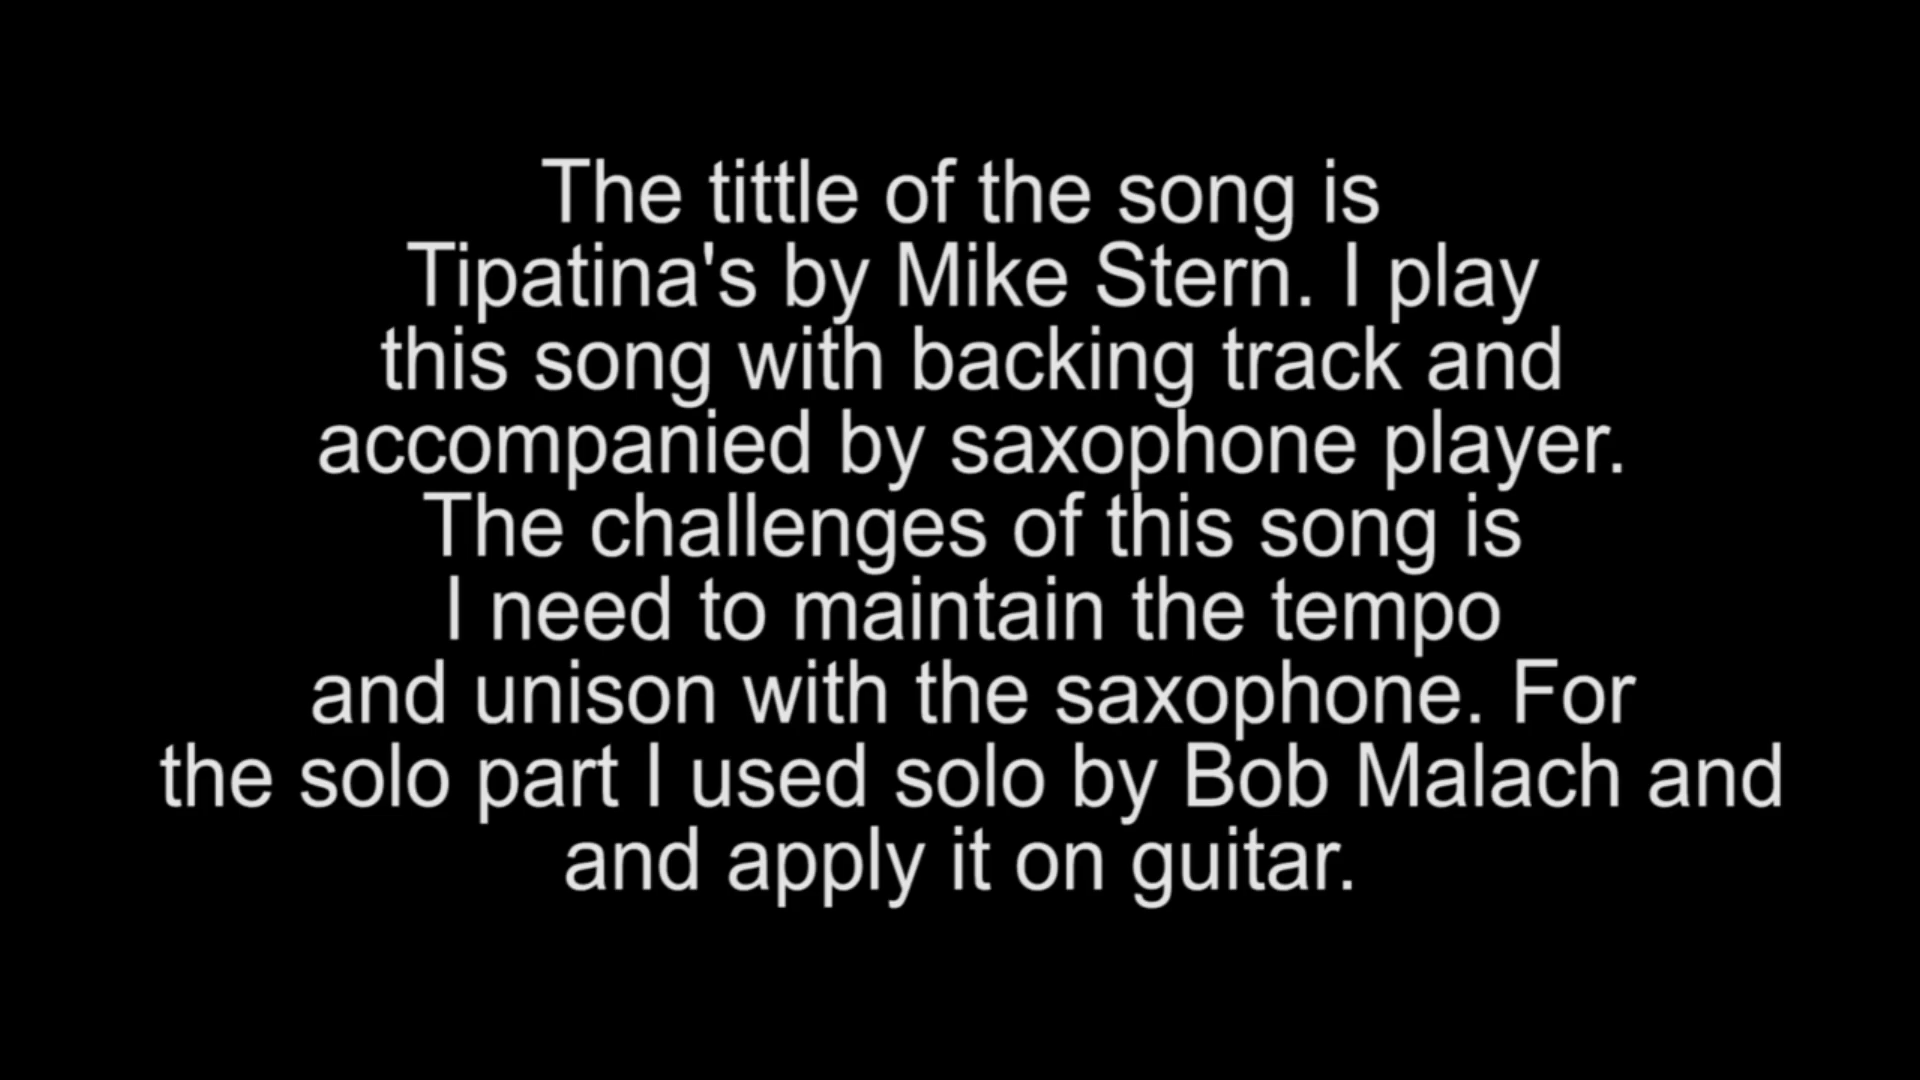 The tittle of the song is
Tipatina's by Mike Stern. I play
this song with backing track and
accompanied by saxophone player.
The challenges of this song is
I need to maintain the tempo
and unison with the saxophone. For
the solo part I used solo by Bob Malach and
and apply it on guitar.